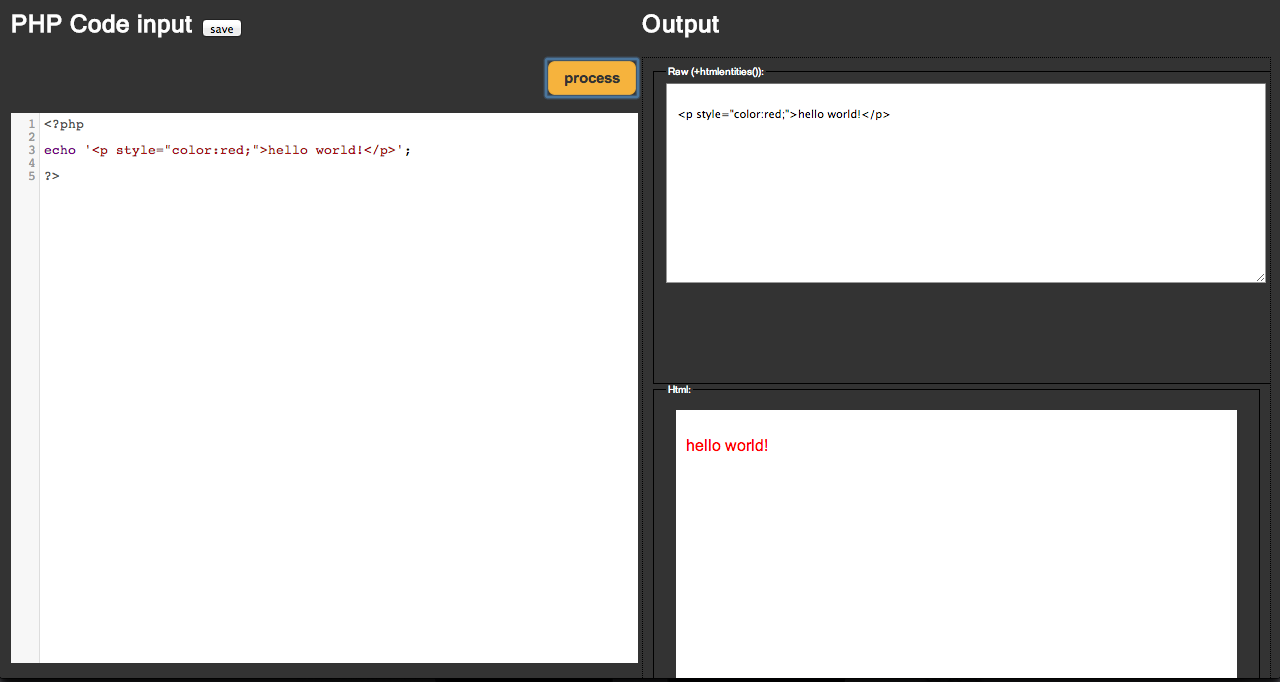 PHP Code input save
process
1 <?php
2
3 echo '<p style="color:red;">hello world!</p>';
4
5 ?>
Output
Raw (+htmlentities()):
<p style="color:red;">hello world!</p>
Html:
hello world!